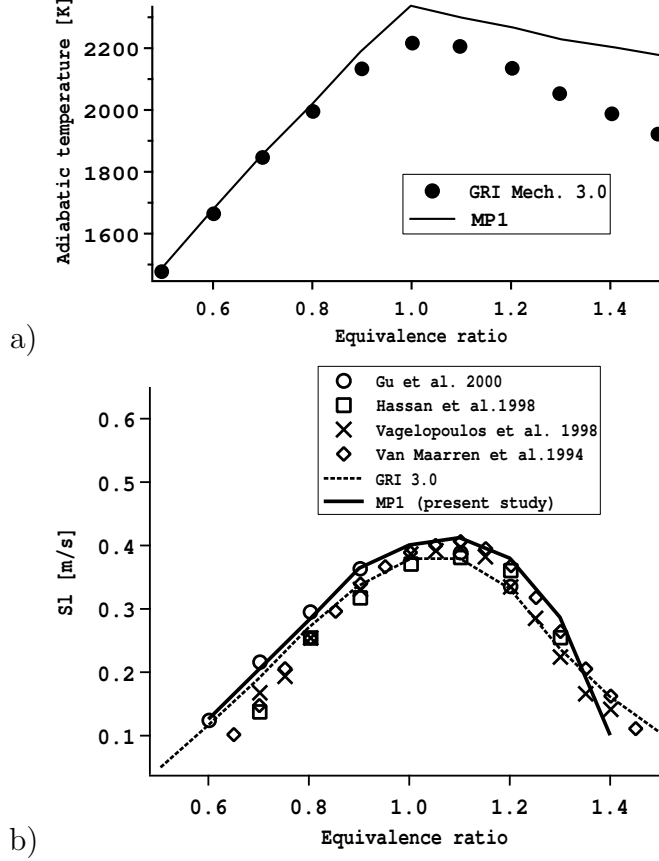 Adiabatic temperature [K]
2200
2000
1800
1600
GRI Mech. 3.0
MP1
0.6
0.8
1.0
1.2
1.4
Equivalence ratio
a)
Gu et al. 2000
Hassan et al.1998
Vagelopoulos et al. 1998
Van Maarren et al.1994
GRI 3.0
MP1 (present study)
Sl [m/s]
0.6
0.5
0.4
0.3
0.2
0.1
0.6
0.8
1.0
1.2
1.4
Equivalence ratio
b)